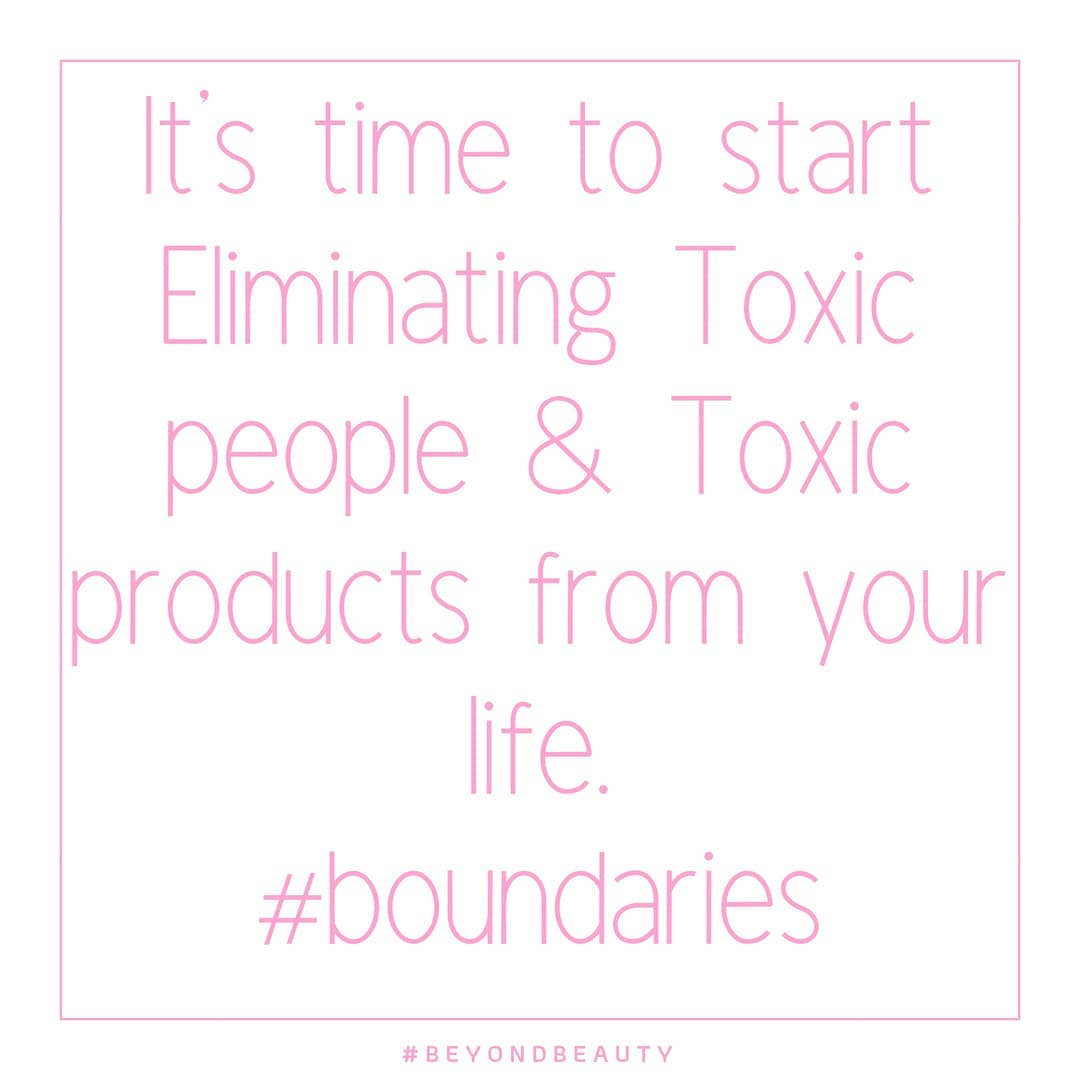 It’s time to start
Eliminating Toxic
people & Toxic
products from your
life.
#boundaries
#BEYONDBEAUTY